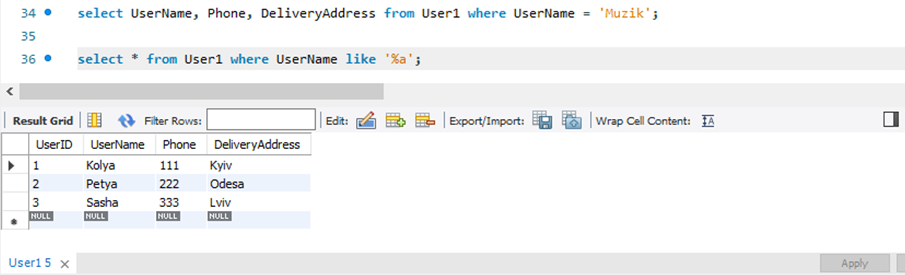 34 select UserName, Phone, DeliveryAddress from User1 where UserName = 'Muzik';
35
36 select * from User1 where UserName like '%a';
Result Grid Filter Rows: Edit: Export/Import: Wrap Cell Content:
UserID UserName Phone DeliveryAddress
1 Kolya 111 Kyiv
2 Petya 222 Odesa
3 Sasha 333 Lviv
NULL NULL NULL NULL
User1 5 Apply